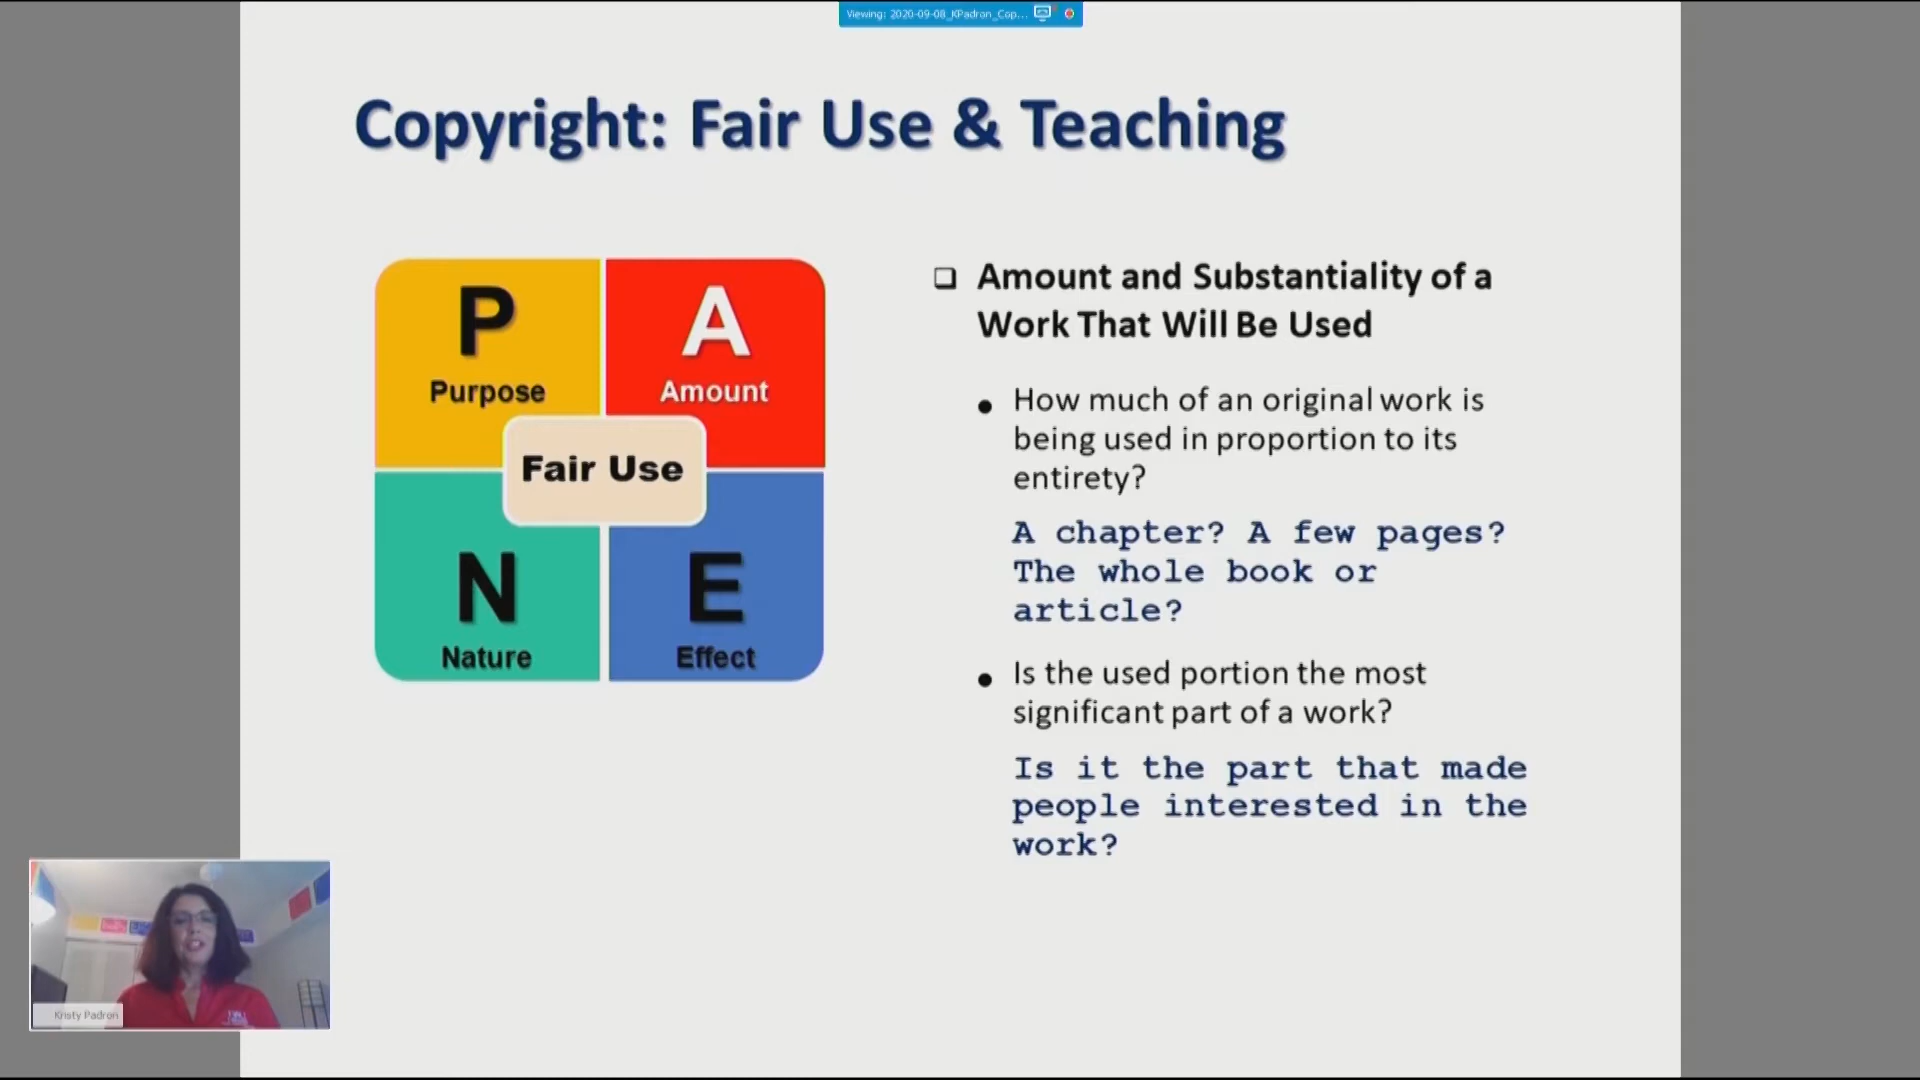 Viewing: 2020-09-08_KPadron_Cop...
Copyright: Fair Use & Teaching
P
Purpose
A
Amount
Fair Use
N
Nature
E
Effect
❑ Amount and Substantiality of a
Work That Will Be Used
• How much of an original work is
being used in proportion to its
entirety?
A chapter? A few pages?
The whole book or
article?
• Is the used portion the most
significant part of a work?
Is it the part that made
people interested in the
work?
Kristy Padron